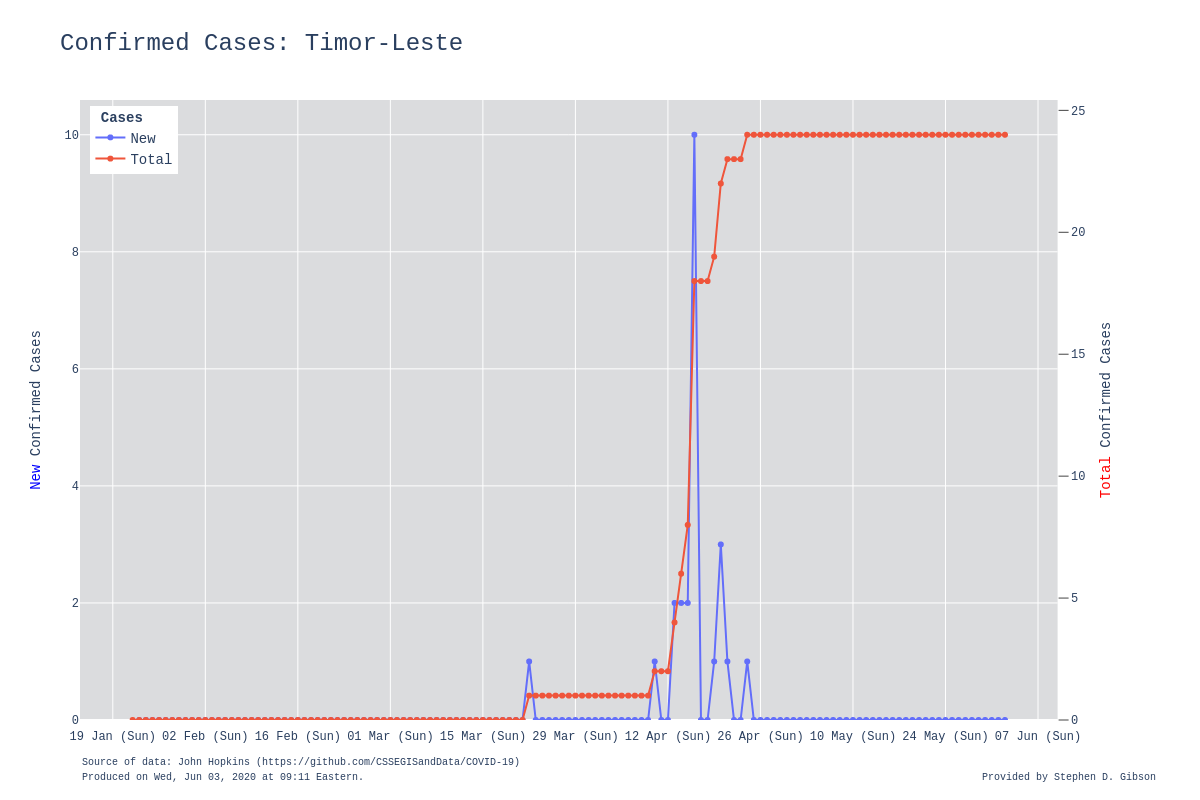 Confirmed Cases: Timor-Leste
Cases
New
Total
10
8
6
4
2
0
25
20
15
10
5
0
New Confirmed Cases
Total Confirmed Cases
19 Jan (Sun) 02 Feb (Sun) 16 Feb (Sun) 01 Mar (Sun) 15 Mar (Sun) 29 Mar (Sun) 12 Apr (Sun) 26 Apr (Sun) 10 May (Sun) 24 May (Sun) 07 Jun (Sun)
Source of data: John Hopkins (https://github.com/CSSEGISandData/COVID-19)
Produced on Wed, Jun 03, 2020 at 09:11 Eastern.
Provided by Stephen D. Gibson